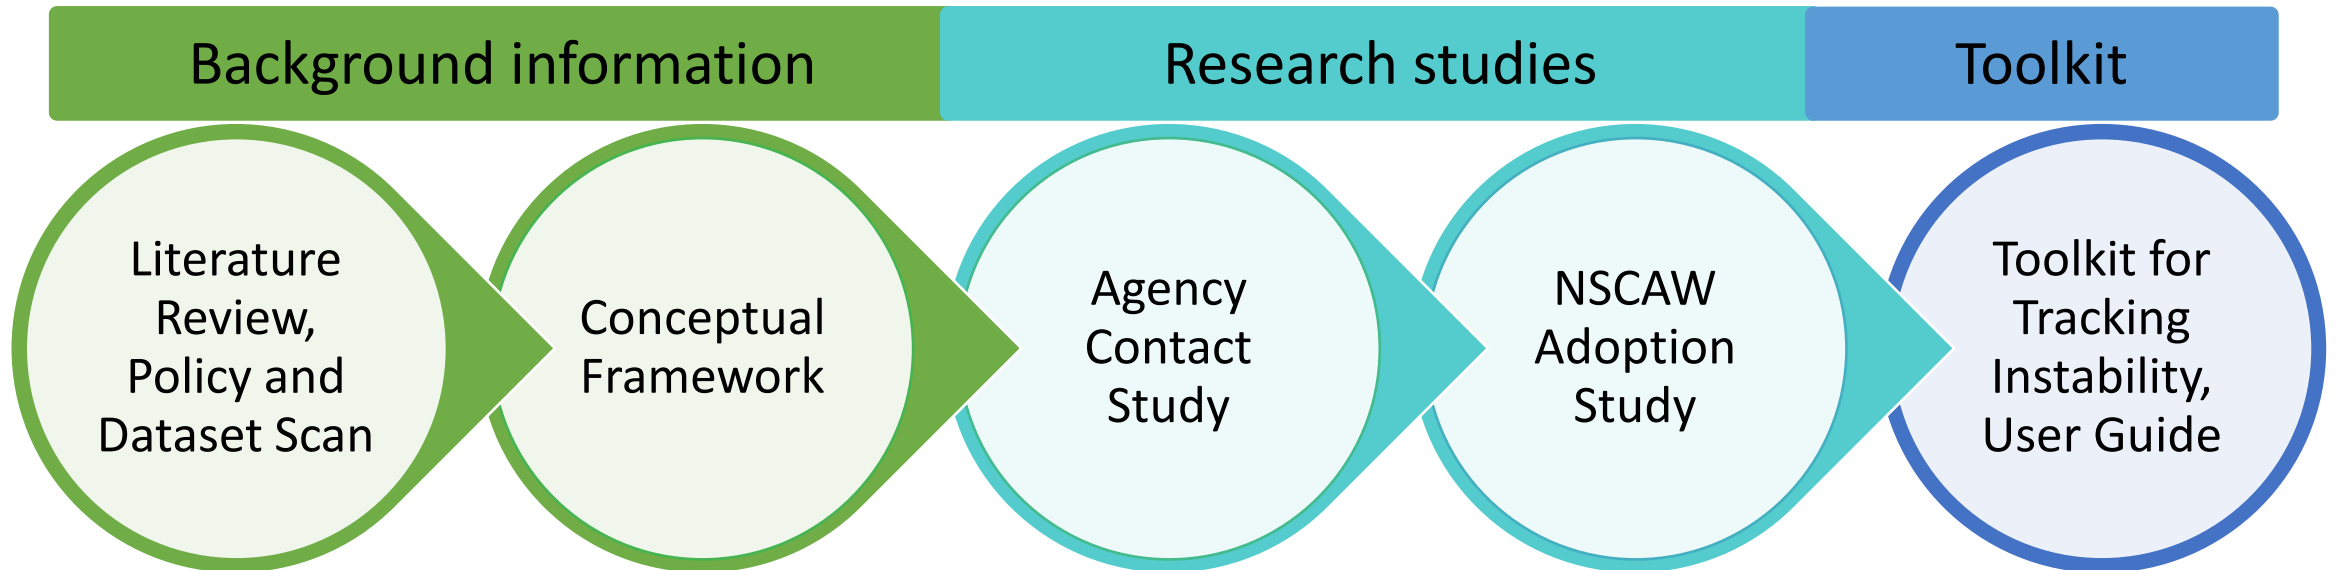 Background information
Research studies
Toolkit
Literature
Review,
Policy and
Dataset Scan
Conceptual
Framework
Agency
Contact
Study
NSCAW
Adoption
Study
Toolkit for
Tracking
Instability,
User Guide